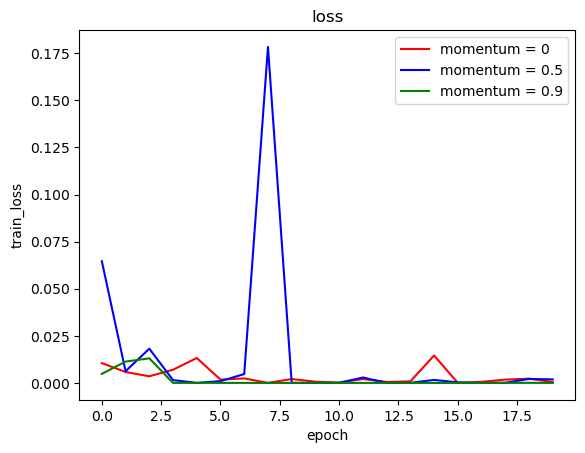 loss
momentum = 0
momentum = 0.5
momentum = 0.9
train_loss
0.175
0.150
0.125
0.100
0.075
0.050
0.025
0.000
0.0 2.5 5.0 7.5 10.0 12.5 15.0 17.5
epoch